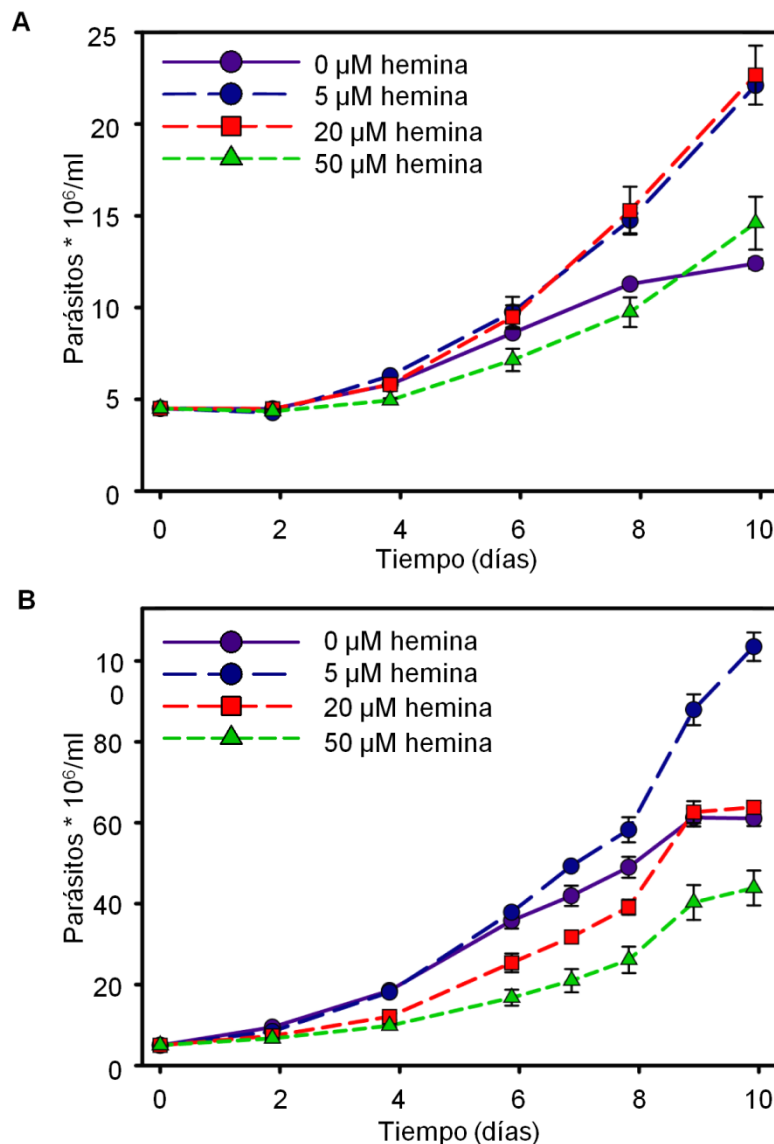 A
25
20
15
10
5
0
Parásitos * 10⁶/ml
0 µM hemina
5 µM hemina
20 µM hemina
50 µM hemina
0 2 4 6 8 10
Tiempo (días)
B
10
0
80
60
40
20
0
Parásitos * 10⁶/ml
0 µM hemina
5 µM hemina
20 µM hemina
50 µM hemina
0 2 4 6 8 10
Tiempo (días)